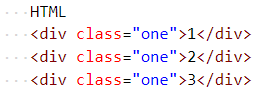 HTML
<div class="one">1</div>
<div class="one">2</div>
<div class="one">3</div>